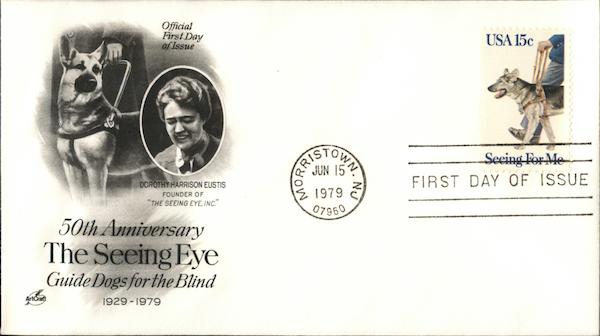 Official
First Day
of Issue
DOROTHY HARRISON EUSTIS
FOUNDER OF
"THE SEEING EYE, INC."
50th Anniversary
The Seeing Eye
Guide Dogs for the Blind
1929-1979
ArtCraft
MORRISTOWN, NJ
JUN 15
1979
07960
USA 15c
Seeing For Me
FIRST DAY OF ISSUE